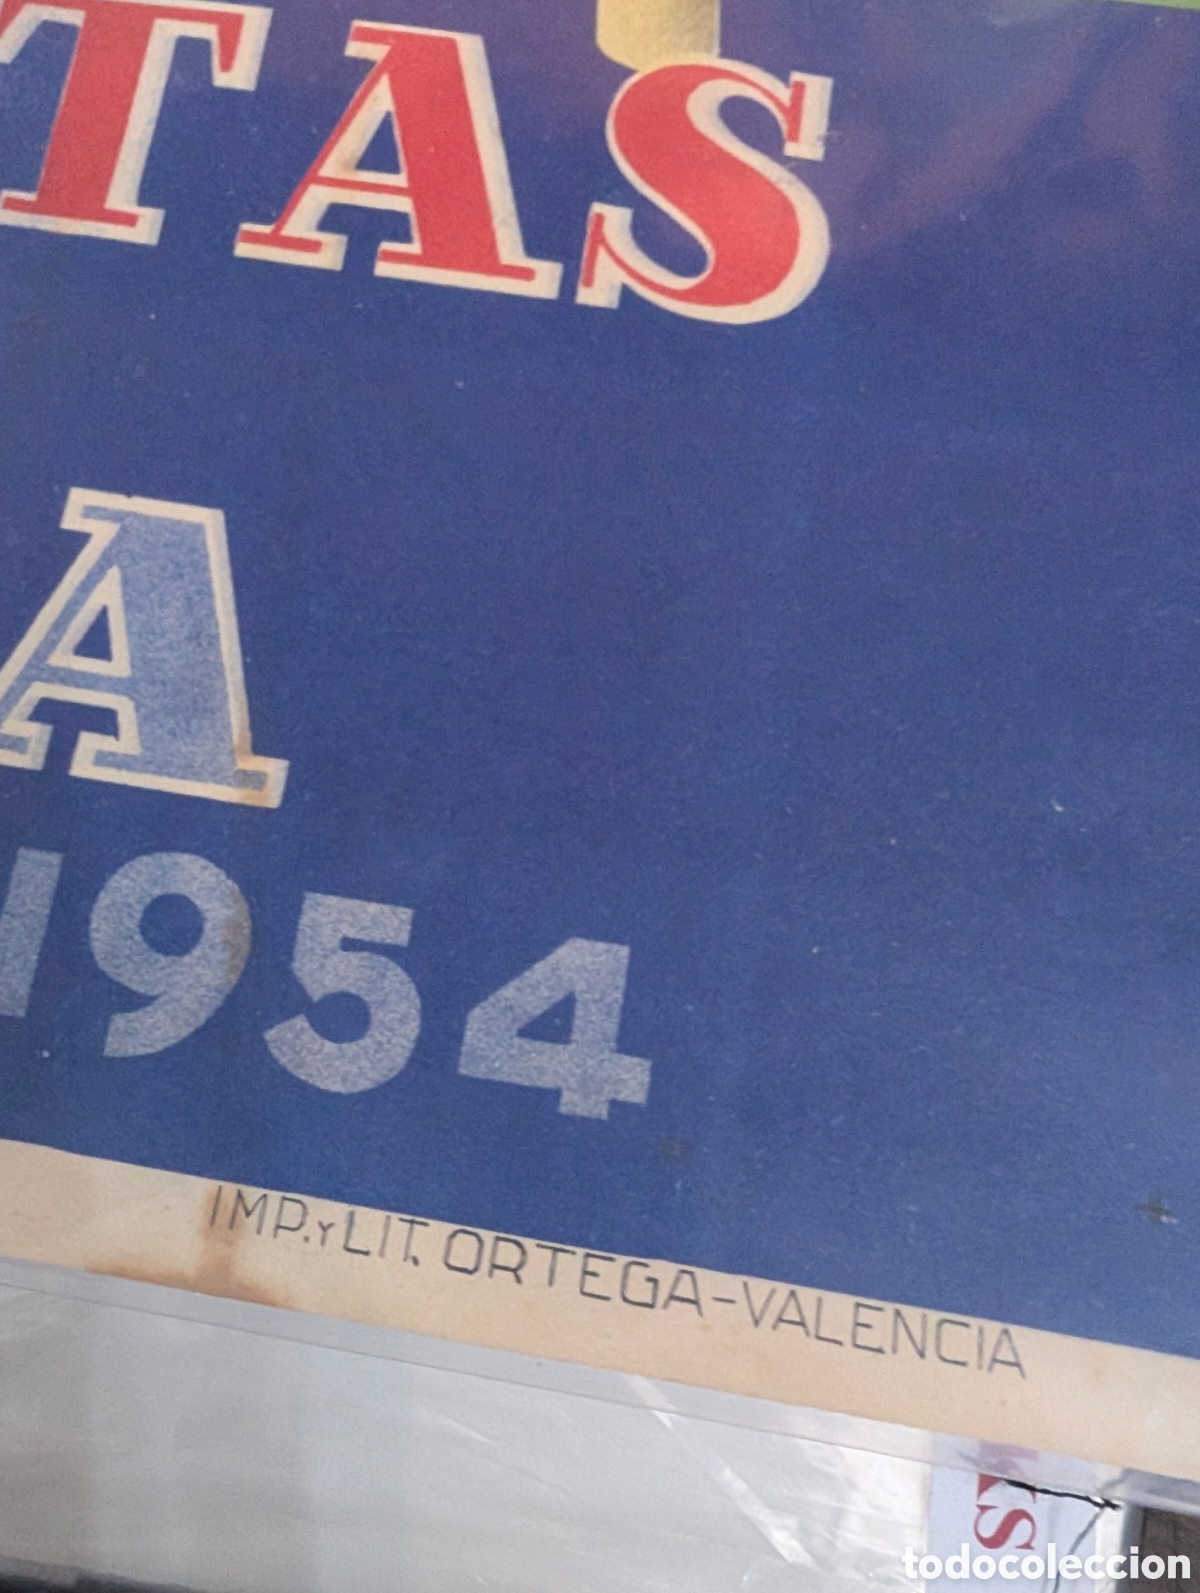 TAS
A
1954
IMP. Y LIT. ORTEGA-VALENCIA
S
todocoleccion